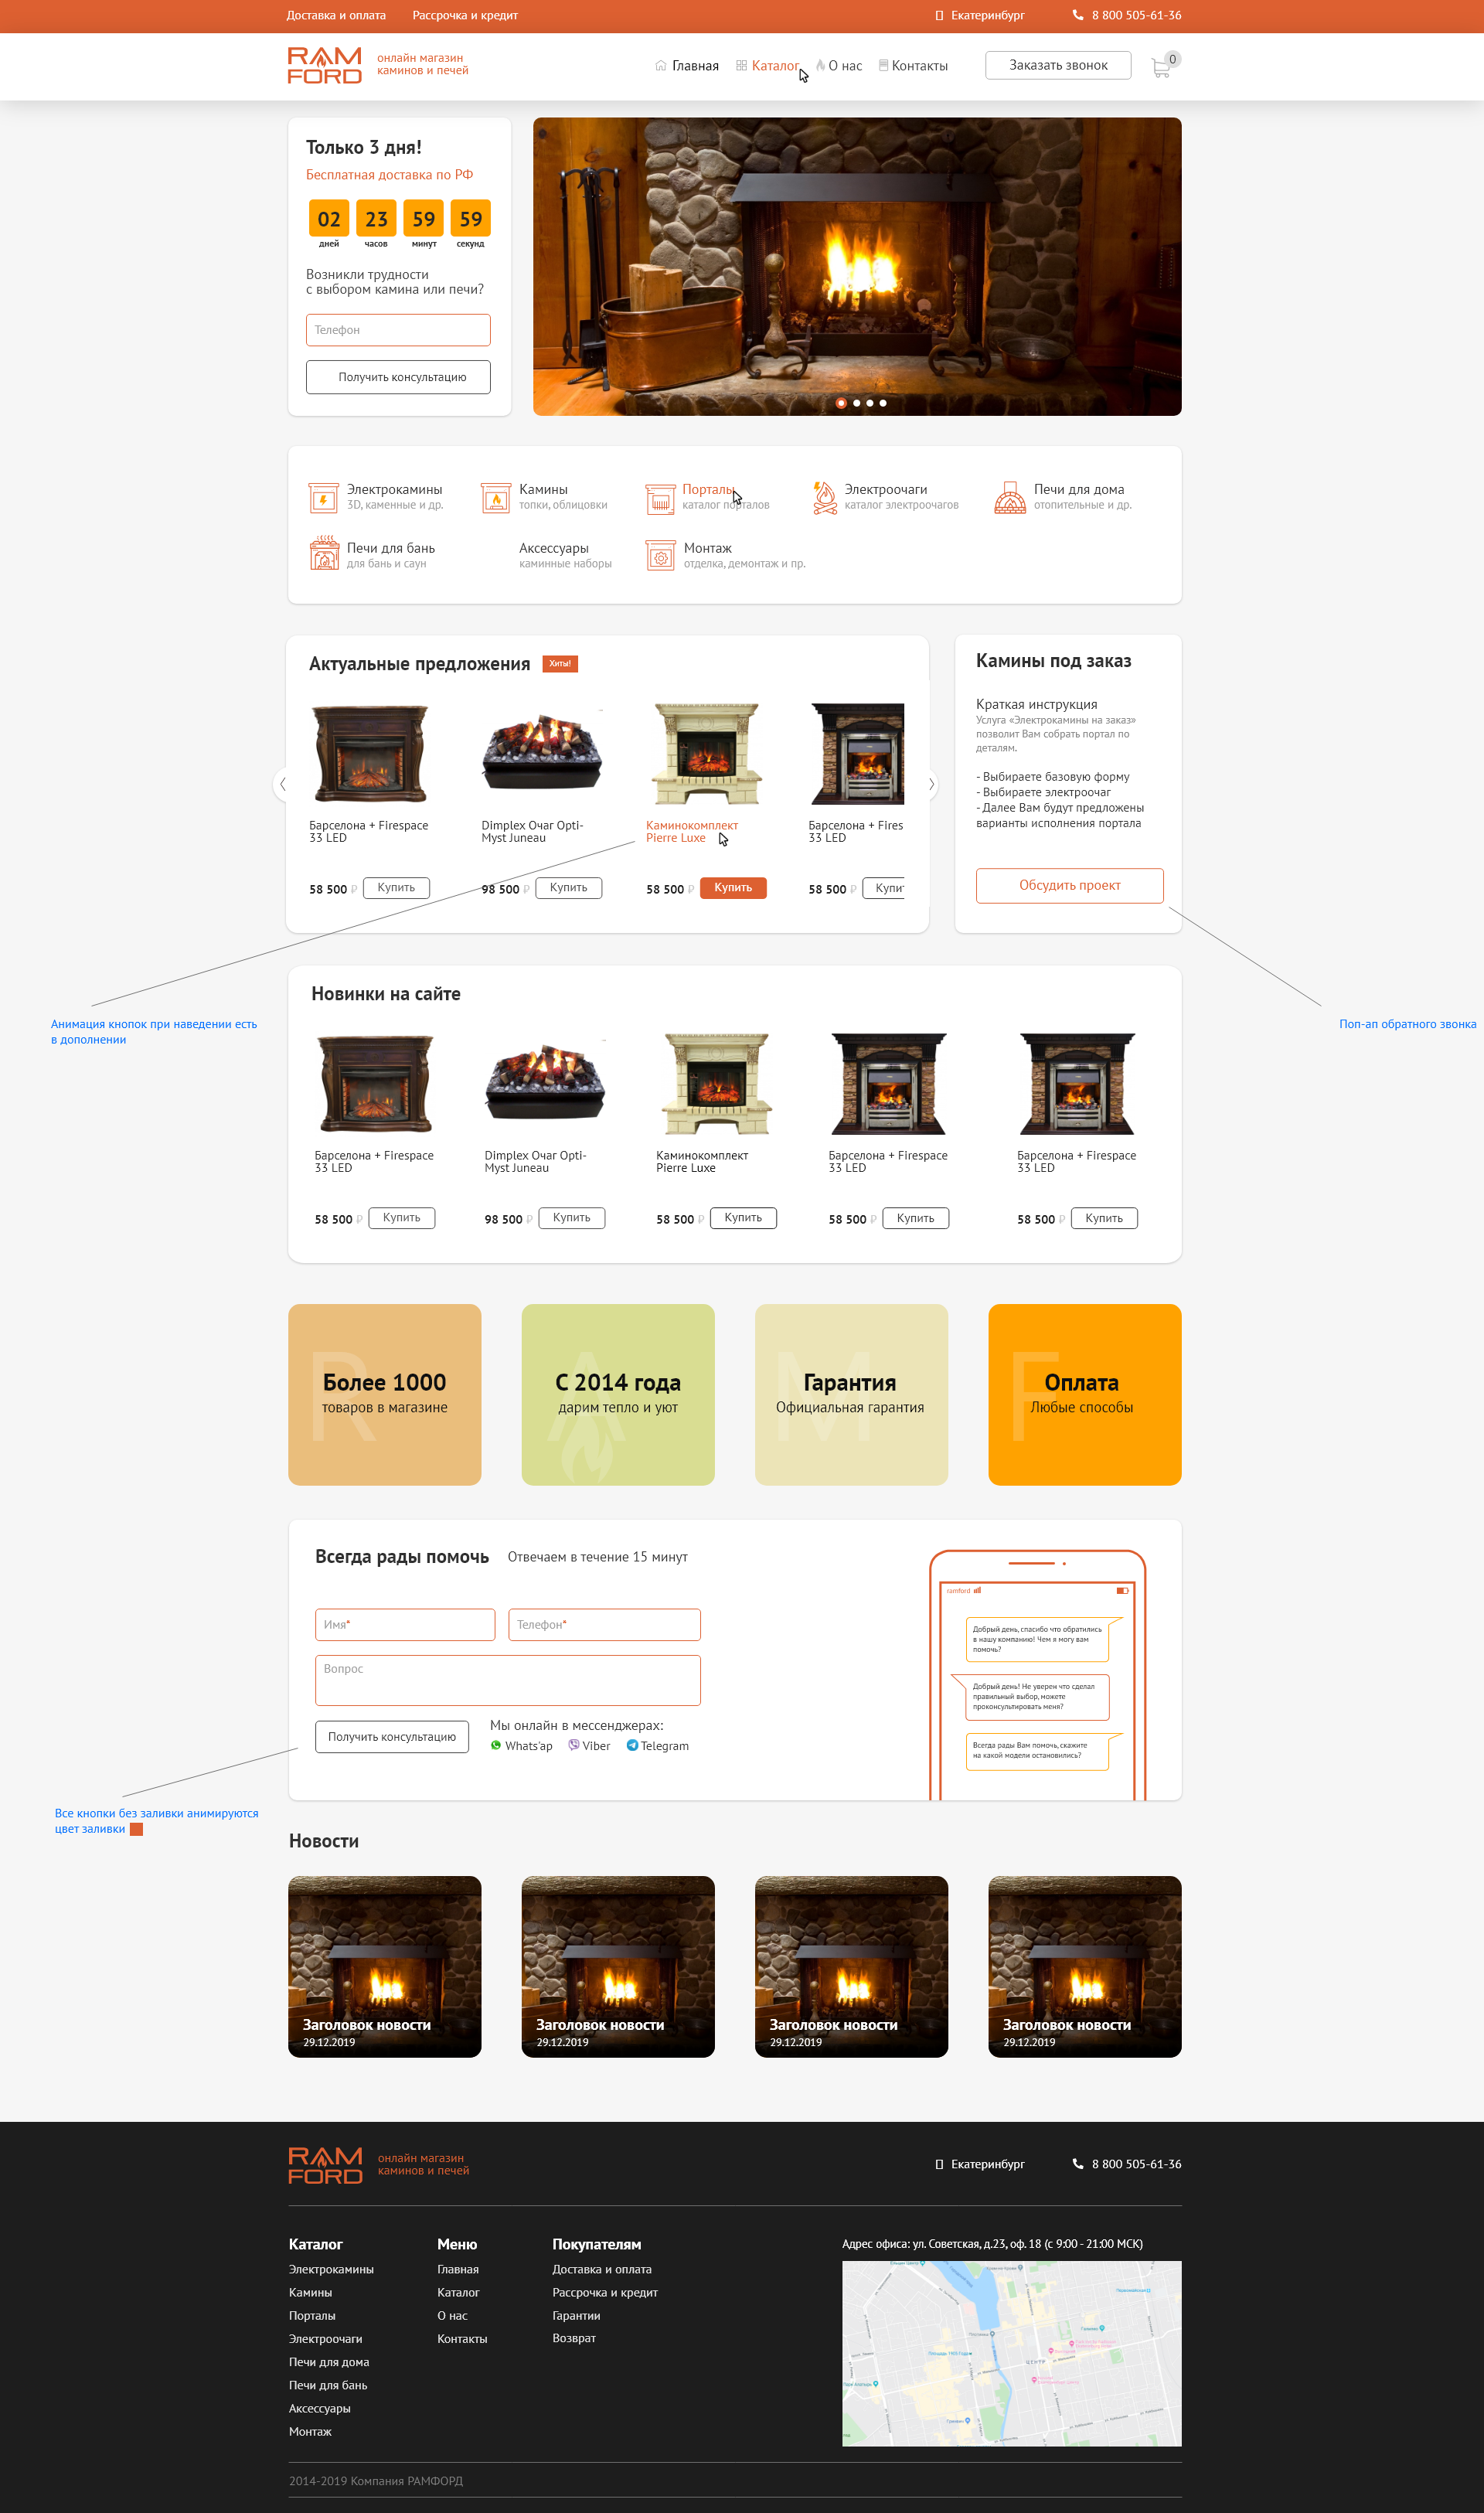 Доставка и оплата
Рассрочка и кредит
Екатеринбург
8 800 505-61-36
RAM
FORD
онлайн магазин
каминов и печей
Главная
Каталог
О нас
Контакты
Заказать звонок
0
Только 3 дня!
Бесплатная доставка по РФ
02 23 59 59
дней часов минут секунд
Возникли трудности
с выбором камина или печи?
Телефон
Получить консультацию
Электрокамины
3D, каменные и др.
Камины
топки, облицовки
Порталы
каталог порталов
Электроочаги
каталог электроочагов
Печи для дома
отопительные и др.
Печи для бань
для бань и саун
Аксессуары
каминные наборы
Монтаж
отделка, демонтаж и пр.
Актуальные предложения
Хиты!
Барселона + Firespace
33 LED
58 500 ₽
Купить
Dimplex Очаг Opti-
Myst Juneau
98 500 ₽
Купить
Каминокомплект
Pierre Luxe
58 500 ₽
Купить
Барселона + Fires
33 LED
58 500 ₽
Купит
Камины под заказ
Краткая инструкция
Услуга «Электрокамины на заказ»
позволит Вам собрать портал по
деталям.
- Выбираете базовую форму
- Выбираете электроочаг
- Далее Вам будут предложены
варианты исполнения портала
Обсудить проект
Анимация кнопок при наведении есть
в дополнении
Поп-ап обратного звонка
Новинки на сайте
Барселона + Firespace
33 LED
58 500 ₽
Купить
Dimplex Очаг Opti-
Myst Juneau
98 500 ₽
Купить
Каминокомплект
Pierre Luxe
58 500 ₽
Купить
Барселона + Firespace
33 LED
58 500 ₽
Купить
Барселона + Firespace
33 LED
58 500 ₽
Купить
R
Более 1000
товаров в магазине
A
С 2014 года
дарим тепло и уют
M
Гарантия
Официальная гарантия
F
Оплата
Любые способы
Всегда рады помочь
Отвечаем в течение 15 минут
Имя*
Телефон*
Вопрос
Получить консультацию
Мы онлайн в мессенджерах:
Whats'ap
Viber
Telegram
ramford
Добрый день, спасибо что обратились
в нашу компанию! Чем я могу вам
помочь?
Добрый день! Не уверен что сделал
правильный выбор, можете
проконсультировать меня?
Всегда рады Вам помочь, скажите
на какой модели остановились?
Все кнопки без заливки анимируются
цвет заливки
Новости
Заголовок новости
29.12.2019
Заголовок новости
29.12.2019
Заголовок новости
29.12.2019
Заголовок новости
29.12.2019
RAM
FORD
онлайн магазин
каминов и печей
Екатеринбург
8 800 505-61-36
Каталог
Электрокамины
Камины
Порталы
Электроочаги
Печи для дома
Печи для бань
Аксессуары
Монтаж
Меню
Главная
Каталог
О нас
Контакты
Покупателям
Доставка и оплата
Рассрочка и кредит
Гарантии
Возврат
Адрес офиса: ул. Советская, д.23, оф. 18 (с 9:00 - 21:00 МСК)
ЦЕНТР
2014-2019 Компания РАМФОРД